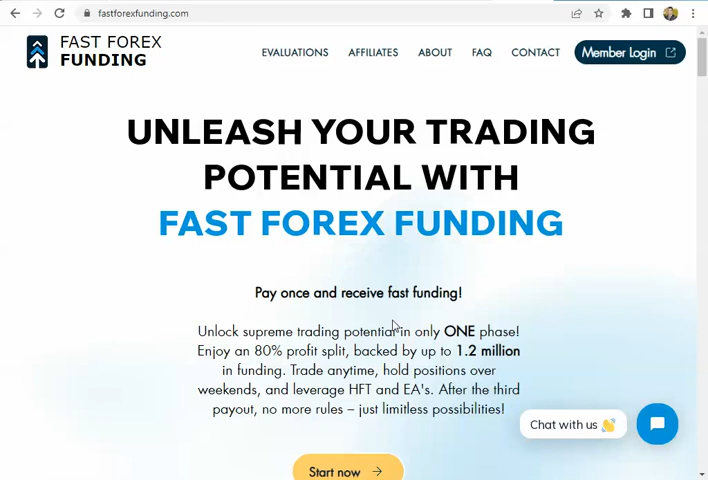 fastforexfunding.com
FAST FOREX
FUNDING
EVALUATIONS AFFILIATES ABOUT FAQ CONTACT Member Login
UNLEASH YOUR TRADING
POTENTIAL WITH
FAST FOREX FUNDING
Pay once and receive fast funding!
Unlock supreme trading potential in only ONE phase!
Enjoy an 80% profit split, backed by up to 1.2 million
in funding. Trade anytime, hold positions over
weekends, and leverage HFT and EA's. After the third
payout, no more rules – just limitless possibilities!
Chat with us 👋
Start now